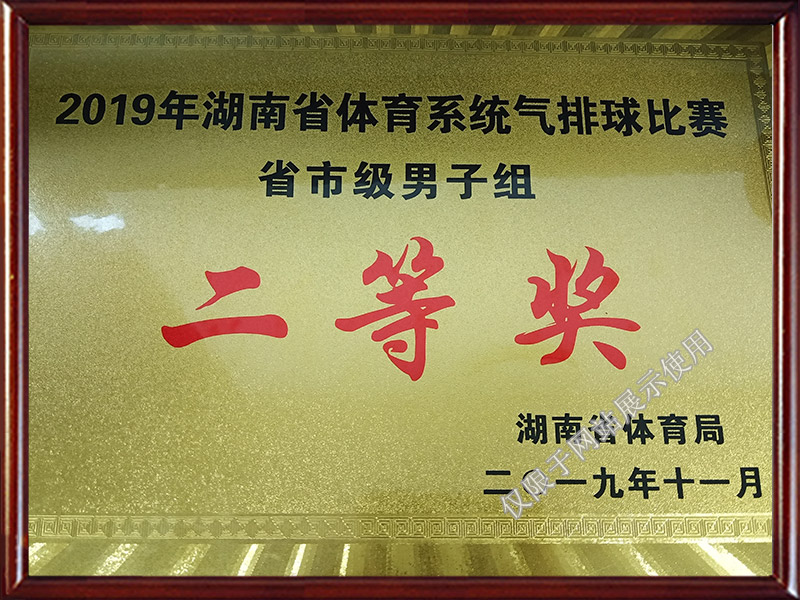 2019年湖南省体育系统气排球比赛
省市级男子组
二等奖
湖南省体育局
二〇一九年十一月
仅限于网站展示使用